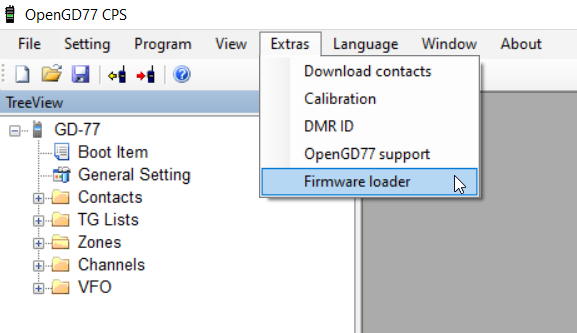 OpenGD77 CPS
File Setting Program View Extras Language Window About
TreeView
Download contacts
Calibration
DMR ID
OpenGD77 support
Firmware loader
GD-77
Boot Item
General Setting
Contacts
TG Lists
Zones
Channels
VFO